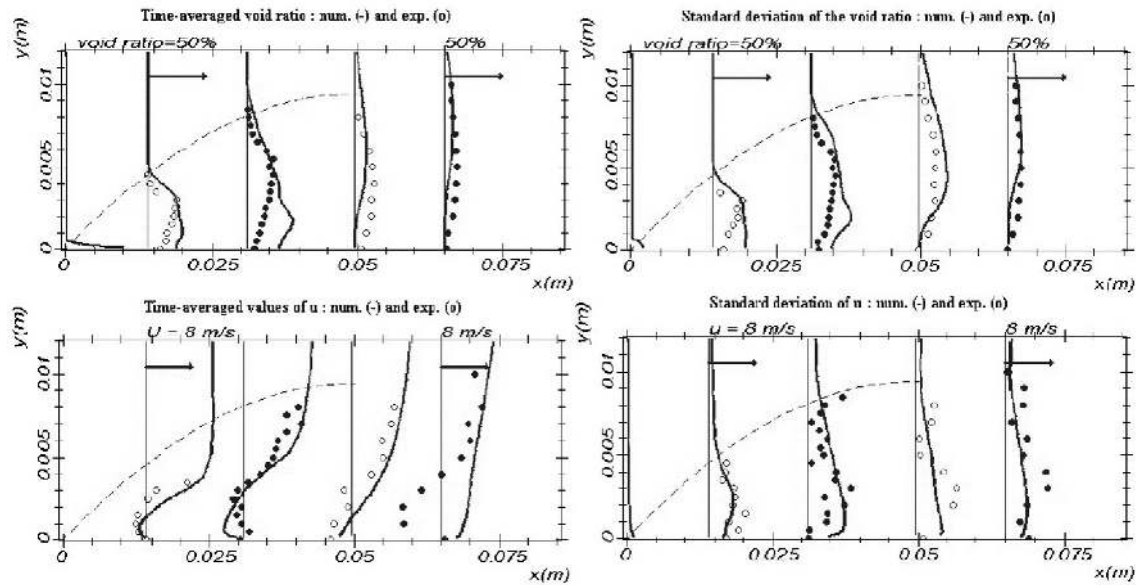 Time-averaged void ratio : num. (-) and exp. (o)
y(m)
void ratio=50%
50%
0.01
0.005
0
0
0.025
0.05
0.075
x(m)
Standard deviation of the void ratio : num. (-) and exp. (o)
y(m)
void ratio=50%
50%
0.01
0.005
0
0
0.025
0.05
0.075
x(m)
Time-averaged values of u : num. (-) and exp. (o)
y(m)
U = 8 m/s
8 m/s
0.01
0.005
0
0
0.025
0.05
0.075
x(m)
Standard deviation of u : num. (-) and exp. (o)
y(m)
u = 8 m/s
8 m/s
0.01
0.005
0
0
0.025
0.05
0.075
x(m)